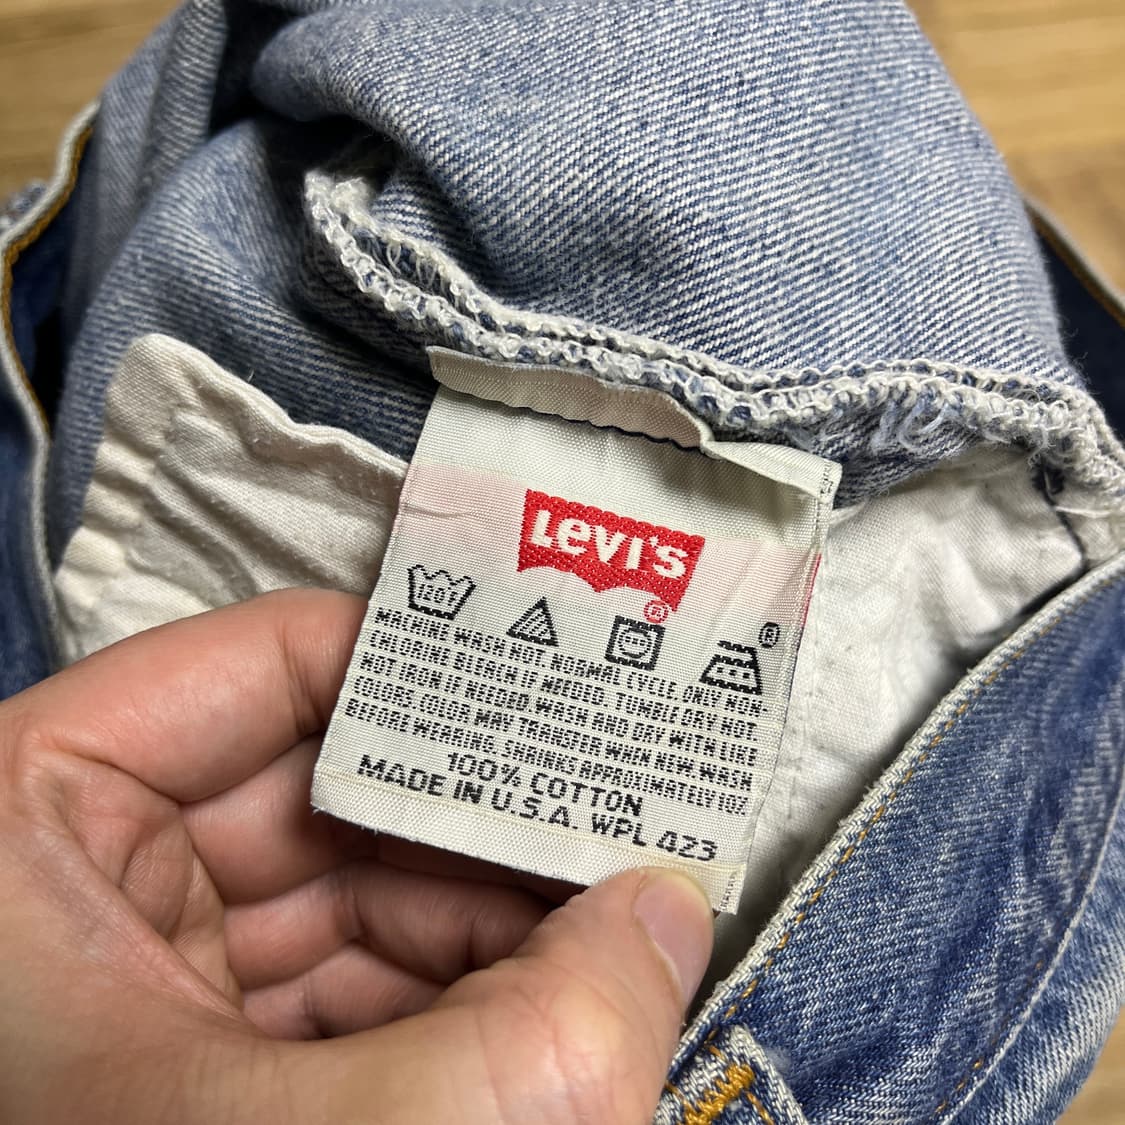 Levi's
®
120°
®
MACHINE WASH HOT, NORMAL CYCLE. ONLY NON-
CHLORINE BLEACH IF NEEDED. TUMBLE DRY HOT.
HOT IRON IF NEEDED. WASH AND DRY WITH LIKE
COLORS. COLOR MAY TRANSFER WHEN NEW. WASH
BEFORE WEARING. SHRINKS APPROXIMATELY 10%
100% COTTON
MADE IN U.S.A. WPL 423